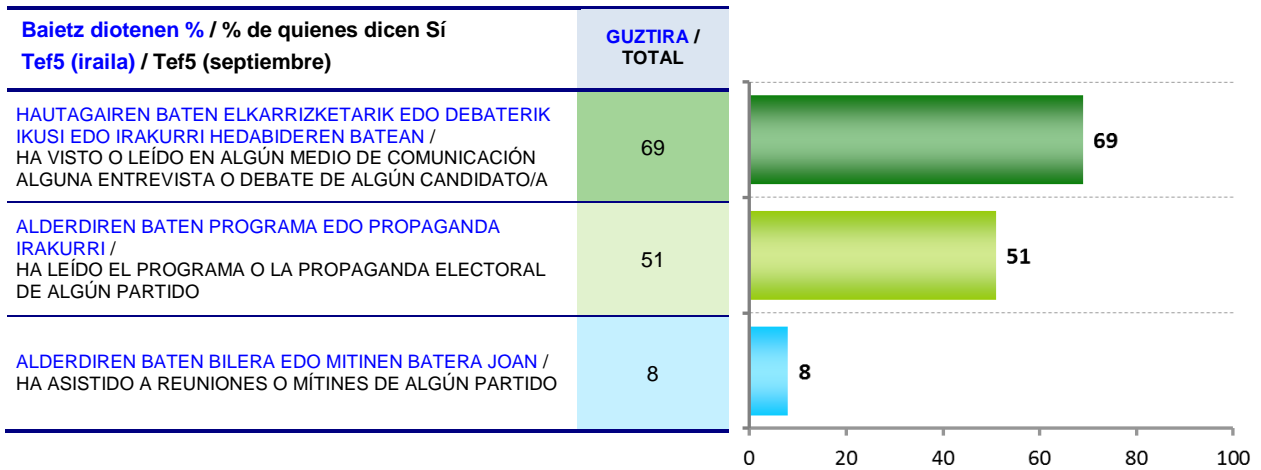 Baietz diotenen % / % de quienes dicen Sí
Tef5 (iraila) / Tef5 (septiembre)
GUZTIRA /
TOTAL
HAUTAGAIREN BATEN ELKARRIZKETARIK EDO DEBATERIK
IKUSI EDO IRAKURRI HEDABIDEREN BATEAN /
HA VISTO O LEÍDO EN ALGÚN MEDIO DE COMUNICACIÓN
ALGUNA ENTREVISTA O DEBATE DE ALGÚN CANDIDATO/A
69
69
ALDERDIREN BATEN PROGRAMA EDO PROPAGANDA
IRAKURRI /
HA LEÍDO EL PROGRAMA O LA PROPAGANDA ELECTORAL
DE ALGÚN PARTIDO
51
51
ALDERDIREN BATEN BILERA EDO MITINEN BATERA JOAN /
HA ASISTIDO A REUNIONES O MÍTINES DE ALGÚN PARTIDO
8
8
0 20 40 60 80 100